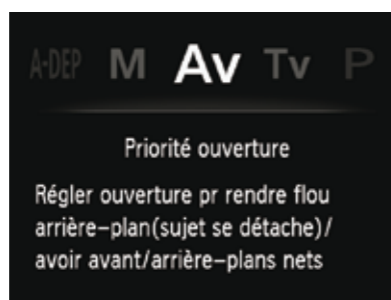 A-DEP M Av Tv P
Priorité ouverture
Régler ouverture pr rendre flou
arrière-plan(sujet se détache)/
avoir avant/arrière-plans nets